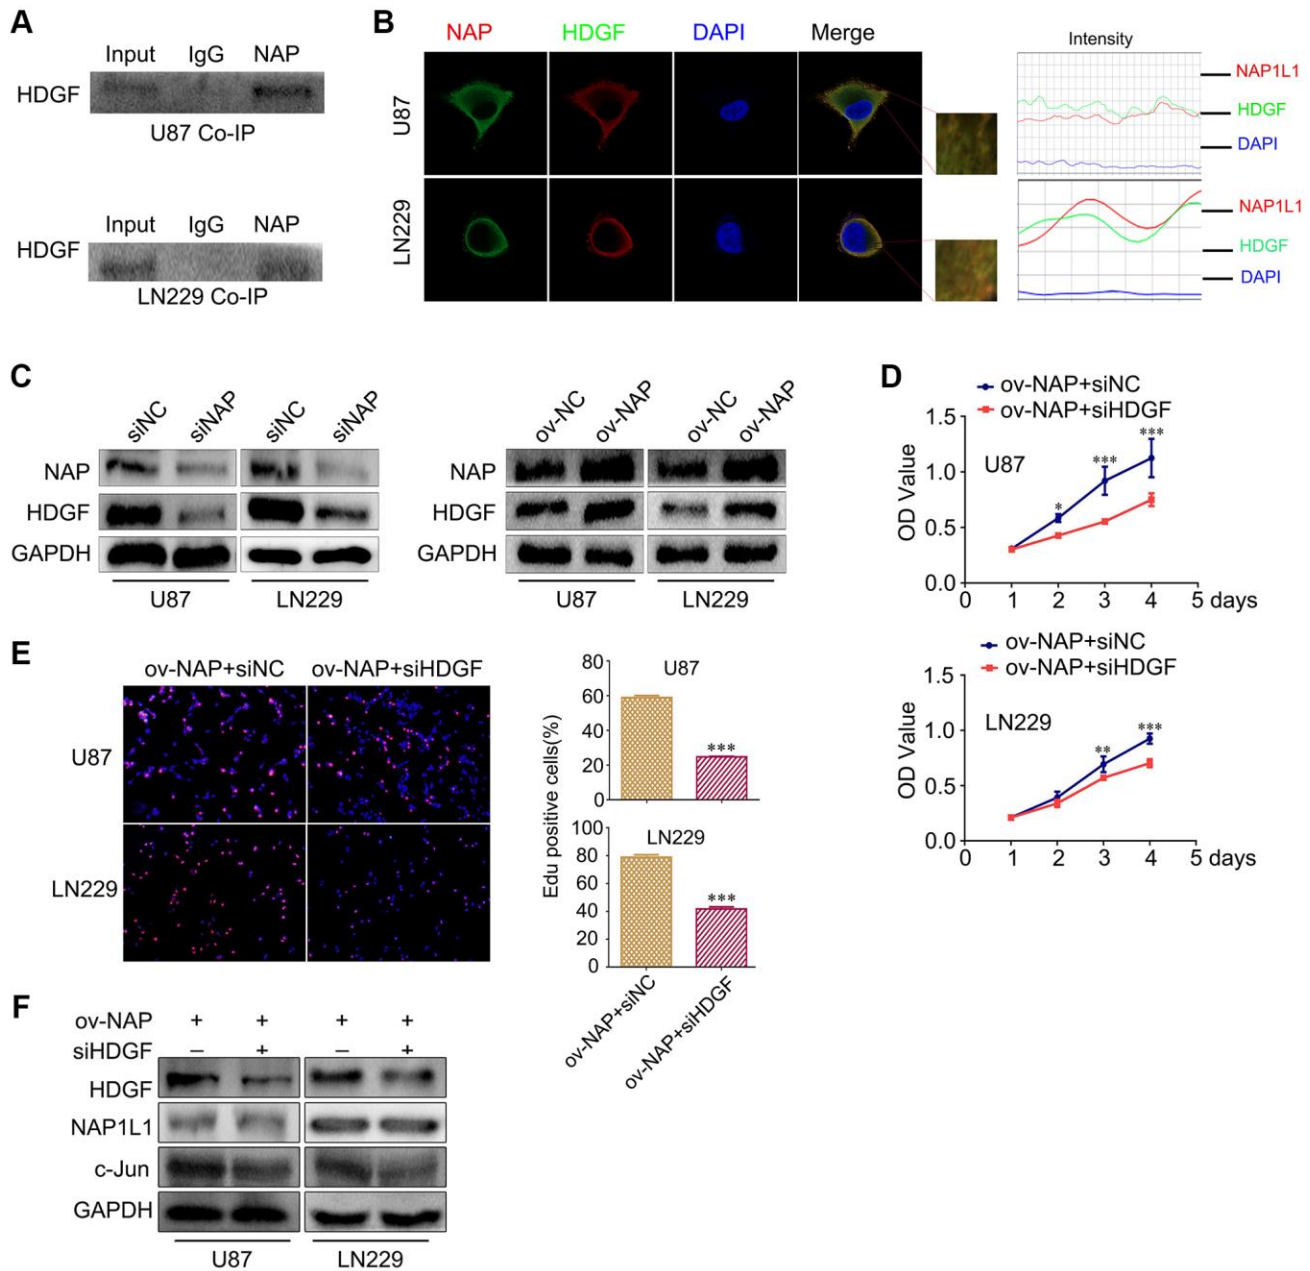 A
Input IgG NAP
HDGF
U87 Co-IP
Input IgG NAP
HDGF
LN229 Co-IP
B
NAP HDGF DAPI Merge
U87
LN229
Intensity
NAP1L1
HDGF
DAPI
NAP1L1
HDGF
DAPI
C
siNC siNAP siNC siNAP
NAP
HDGF
GAPDH
U87 LN229
ov-NC ov-NAP ov-NC ov-NAP
NAP
HDGF
GAPDH
U87 LN229
D
ov-NAP+siNC
ov-NAP+siHDGF
1.5
1.0
0.5
0.0
OD Value
U87
* *** ***
0 1 2 3 4 5 days
ov-NAP+siNC
ov-NAP+siHDGF
1.5
1.0
0.5
0.0
OD Value
LN229
** ***
0 1 2 3 4 5 days
E
ov-NAP+siNC ov-NAP+siHDGF
U87
LN229
Edu positive cells(%)
80
60
40
20
0
U87
***
100
80
60
40
20
0
LN229
***
ov-NAP+siNC
ov-NAP+siHDGF
F
ov-NAP + + + +
siHDGF – + – +
HDGF
NAP1L1
c-Jun
GAPDH
U87 LN229